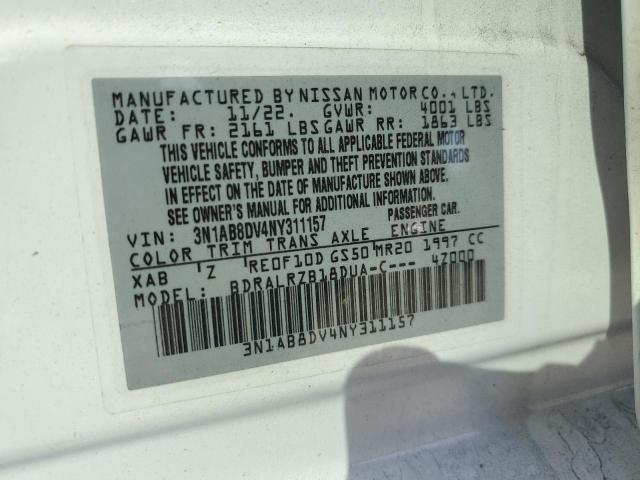 MANUFACTURED BY NISSAN MOTOR CO., LTD.
DATE: 11/22. GVWR: 4001 LBS
GAWR FR: 2161 LBS GAWR RR: 1863 LBS
THIS VEHICLE CONFORMS TO ALL APPLICABLE FEDERAL MOTOR
VEHICLE SAFETY, BUMPER AND THEFT PREVENTION STANDARDS
IN EFFECT ON THE DATE OF MANUFACTURE SHOWN ABOVE.
SEE OWNER'S MANUAL FOR ADDITIONAL INFORMATION.
VIN: 3N1AB8DV4NY311157 PASSENGER CAR.
COLOR TRIM TRANS AXLE ENGINE
XAB 'Z REOF10D GS50 MR20 1997 CC
MODEL: BDRALRZB18DUA-C--- 4Z000
3N1AB8DV4NY311157